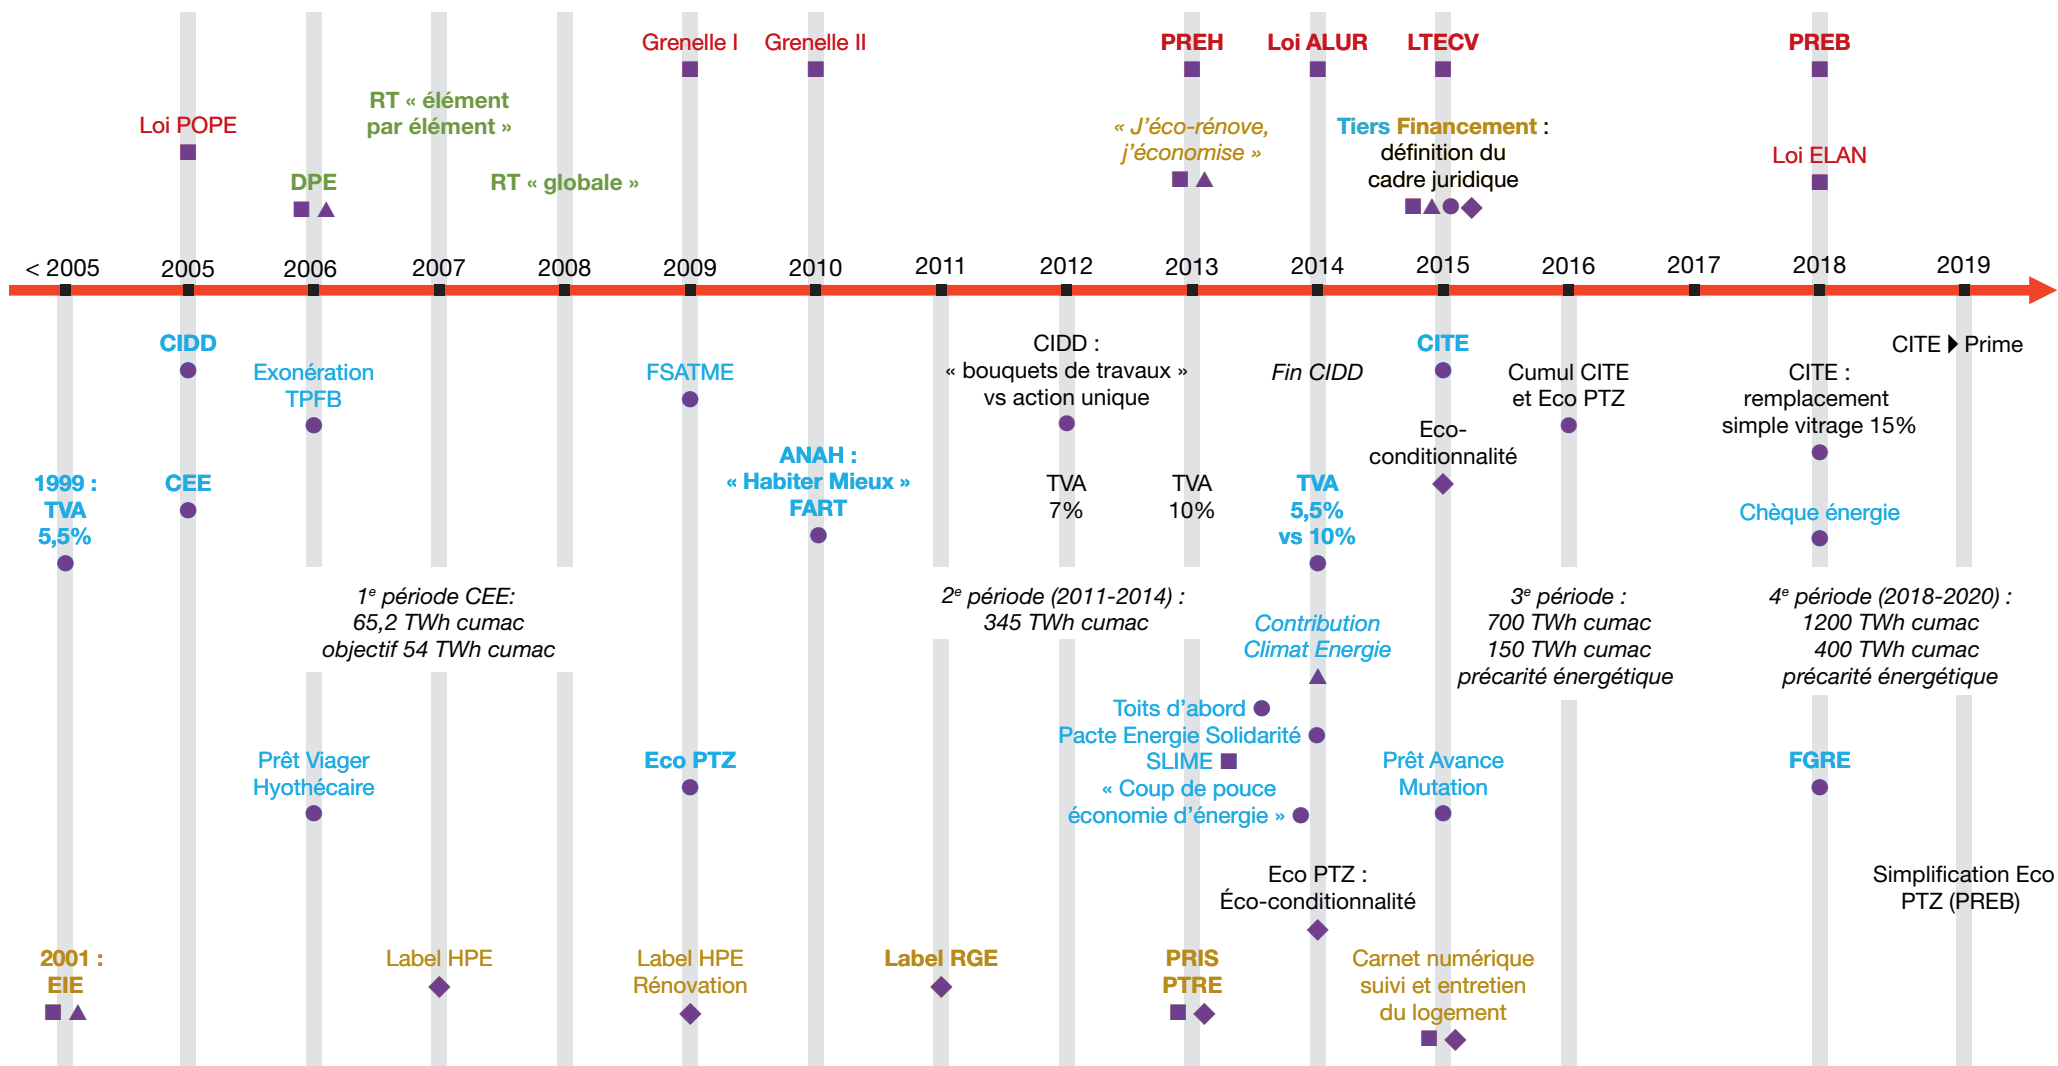 Grenelle I
Grenelle II
PREH
Loi ALUR
LTECV
PREB
Loi POPE
RT « élément
par élément »
« J’éco-rénove,
j’économise »
Tiers Financement :
définition du
cadre juridique
Loi ELAN
DPE
RT « globale »
< 2005
2005
2006
2007
2008
2009
2010
2011
2012
2013
2014
2015
2016
2017
2018
2019
CIDD
Exonération
TPFB
FSATME
CIDD :
« bouquets de travaux »
vs action unique
Fin CIDD
CITE
Cumul CITE
et Eco PTZ
CITE :
remplacement
simple vitrage 15%
CITE Prime
1999 :
TVA
5,5%
CEE
ANAH :
« Habiter Mieux »
FART
TVA
7%
TVA
10%
TVA
5,5%
vs 10%
Eco-
conditionnalité
Chèque énergie
1e période CEE:
65,2 TWh cumac
objectif 54 TWh cumac
2e période (2011-2014) :
345 TWh cumac
Contribution
Climat Energie
3e période :
700 TWh cumac
150 TWh cumac
précarité énergétique
4e période (2018-2020) :
1200 TWh cumac
400 TWh cumac
précarité énergétique
Prêt Viager
Hyothécaire
Eco PTZ
Toits d’abord
Pacte Energie Solidarité
SLIME
« Coup de pouce
économie d’énergie »
Prêt Avance
Mutation
FGRE
Eco PTZ :
Éco-conditionnalité
Simplification Eco
PTZ (PREB)
2001 :
EIE
Label HPE
Label HPE
Rénovation
Label RGE
PRIS
PTRE
Carnet numérique
suivi et entretien
du logement